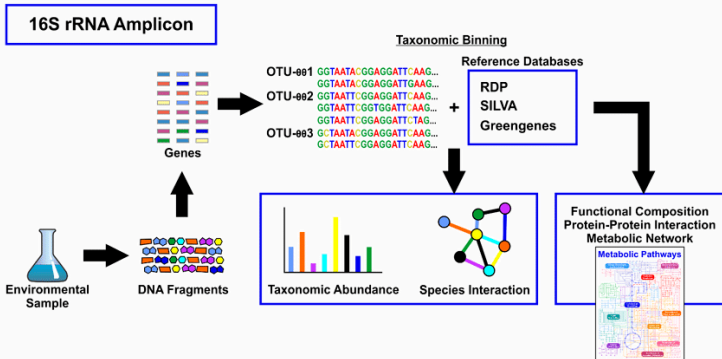 16S rRNA Amplicon
Taxonomic Binning
Reference Databases
OTU-001 GGTAATACGGAGGATTCAAG...
GGTAATACGGAGGATTGAAG...
OTU-002 GGTAATTCGGAGGATTCAAG...
GGTAATTCGGTGGATTCAAG...
GGTAATTCGGAGGATTCTAG...
OTU-003 GCTAATACGGAGGATTCAAG...
GCTAATTCGGAGGATTCAAG...
+
RDP
SILVA
Greengenes
Genes
Environmental
Sample
DNA Fragments
Taxonomic Abundance
Species Interaction
Functional Composition
Protein-Protein Interaction
Metabolic Network
Metabolic Pathways